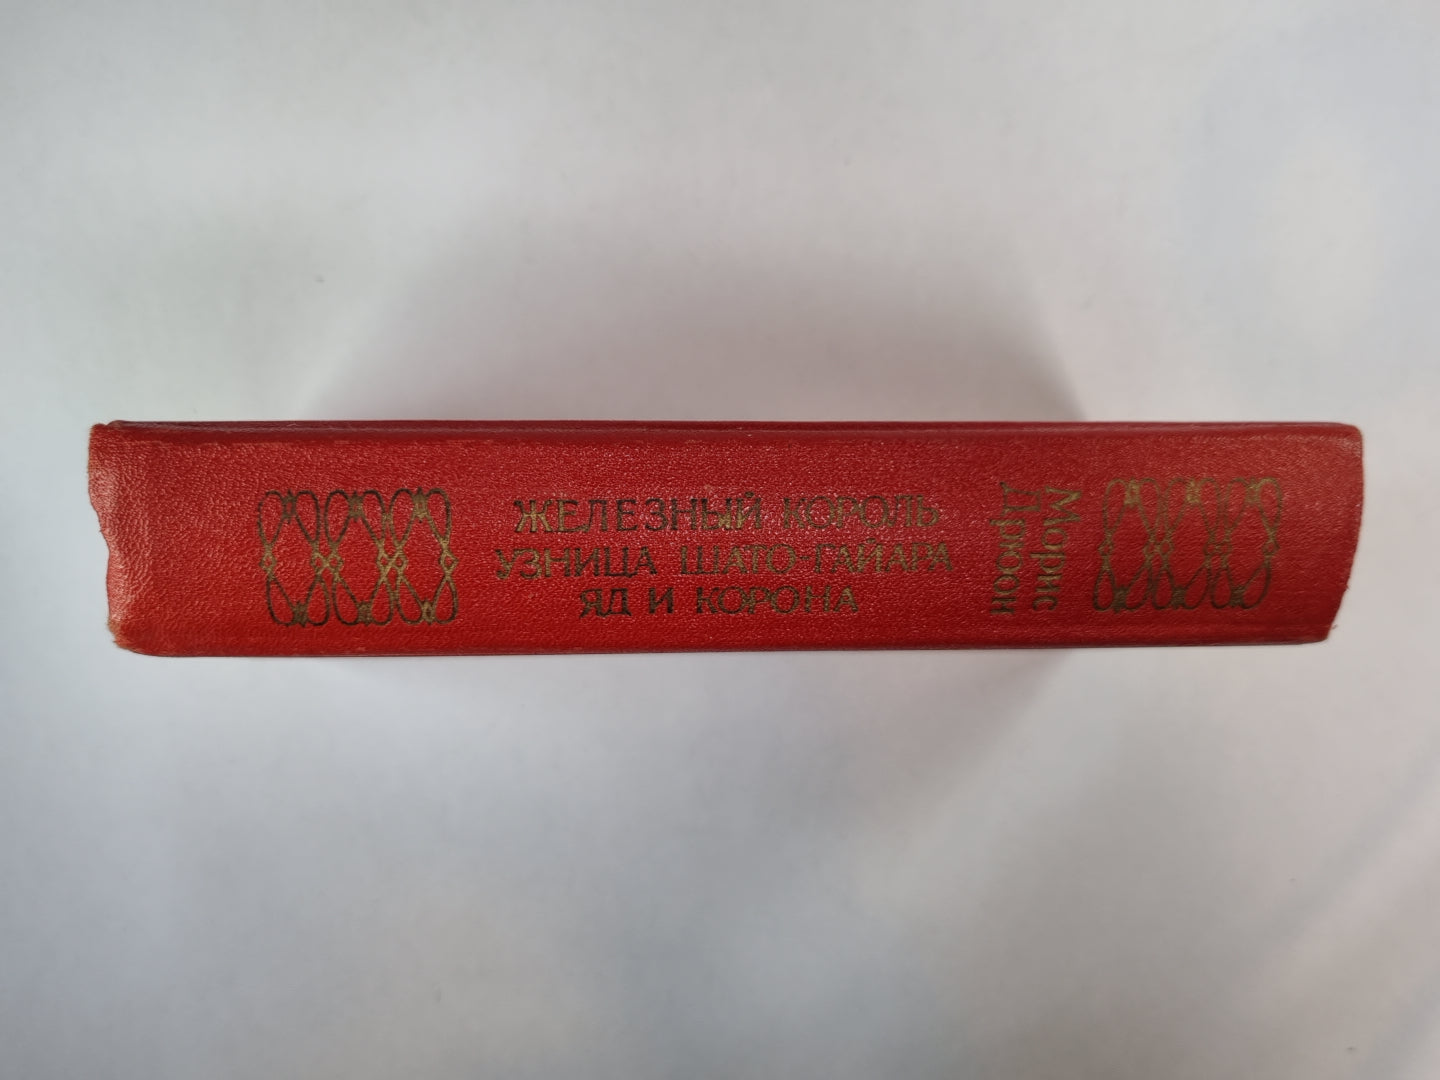 Морис
Дрюон
ЖЕЛЕЗНЫЙ КОРОЛЬ
УЗНИЦА ШАТО-ГАЙАРА
ЯД И КОРОНА